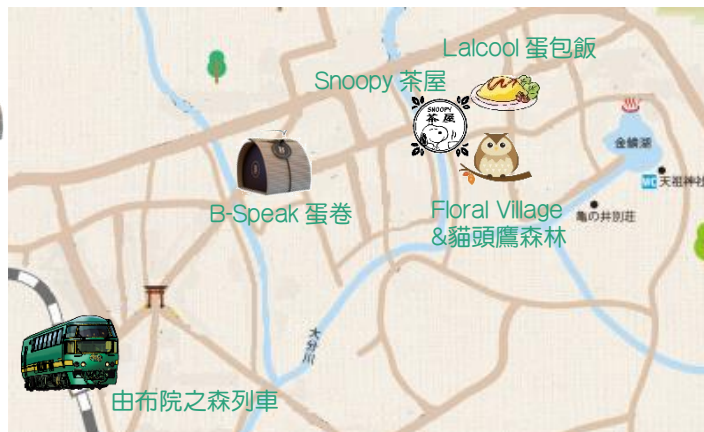 Lalcool 蛋包飯
Snoopy 茶屋
SNOOPY
茶屋
金鱗湖
WC 天祖神社
亀の井別荘
B-Speak 蛋卷
Floral Village
&貓頭鷹森林
大分川
由布院之森列車